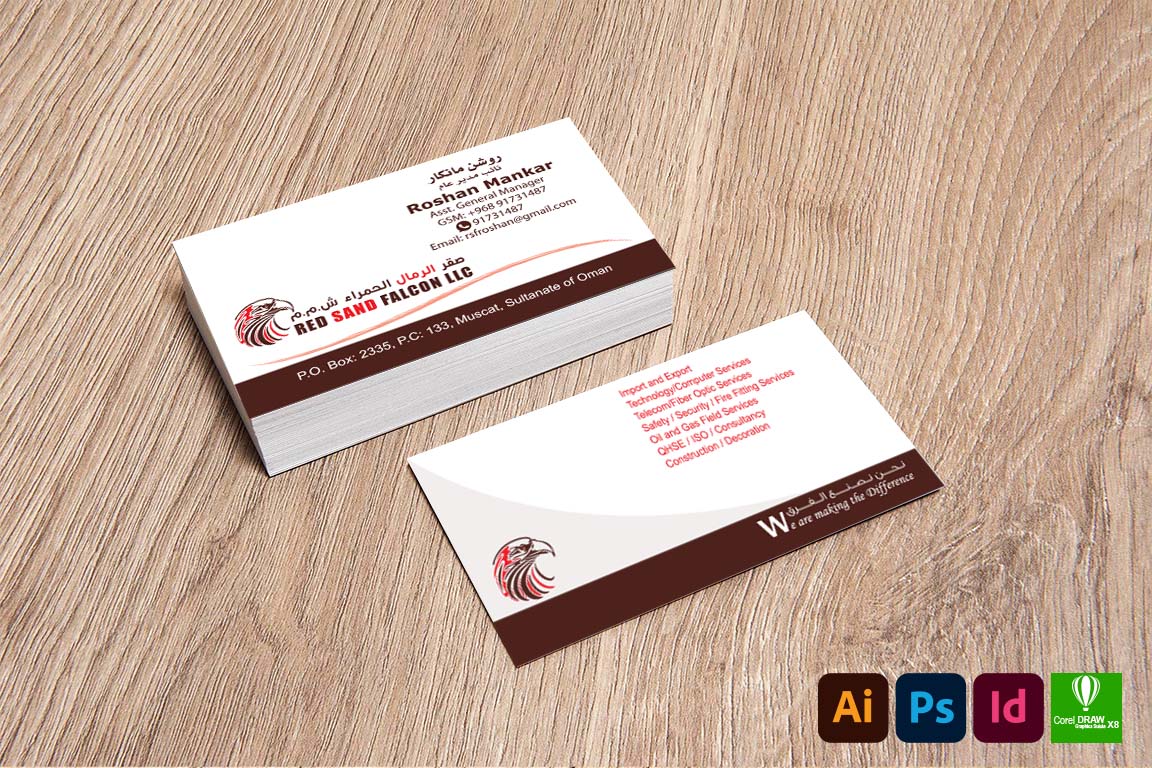 روشن مانكار
نائب مدير عام
Roshan Mankar
Asst. General Manager
GSM: +968 91731487
91731487
Email: rsfroshan@gmail.com
صقر الرمال الحمراء ش.م.م
RED SAND FALCON LLC
P.O. Box: 2335, P.C: 133, Muscat, Sultanate of Oman
Import and Export
Technology/Computer Services
Telecom/Fiber Optic Services
Safety / Security / Fire Fitting Services
Oil and Gas Field Services
QHSE / ISO / Consultancy
Construction / Decoration
نحن نصنع الفرق
We are making the Difference
Ai Ps Id
Corel DRAW
Graphics Suite X8